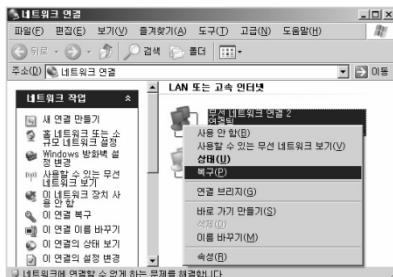 네트워크 연결
파일(F) 편집(E) 보기(V) 즐겨찾기(A) 도구(T) 고급(N) 도움말(H)
뒤로 검색 폴더
주소(D) 네트워크 연결 이동
네트워크 작업
새 연결 만들기
홈 네트워크 또는 소
규모 네트워크 설정
Windows 방화벽 설
정 변경
사용할 수 있는 무선
네트워크 보기
이 네트워크 장치 사
용 안 함
이 연결 복구
이 연결 이름 바꾸기
이 연결의 상태 보기
이 연결의 설정 변경
LAN 또는 고속 인터넷
무선 네트워크 연결 2
연결됨
사용 안 함(B)
사용할 수 있는 무선 네트워크 보기(V)
상태(U)
복구(P)
연결 브리지(G)
바로 가기 만들기(S)
삭제(D)
이름 바꾸기(M)
속성(R)
네트워크에 연결할 수 없게 하는 문제를 해결합니다.